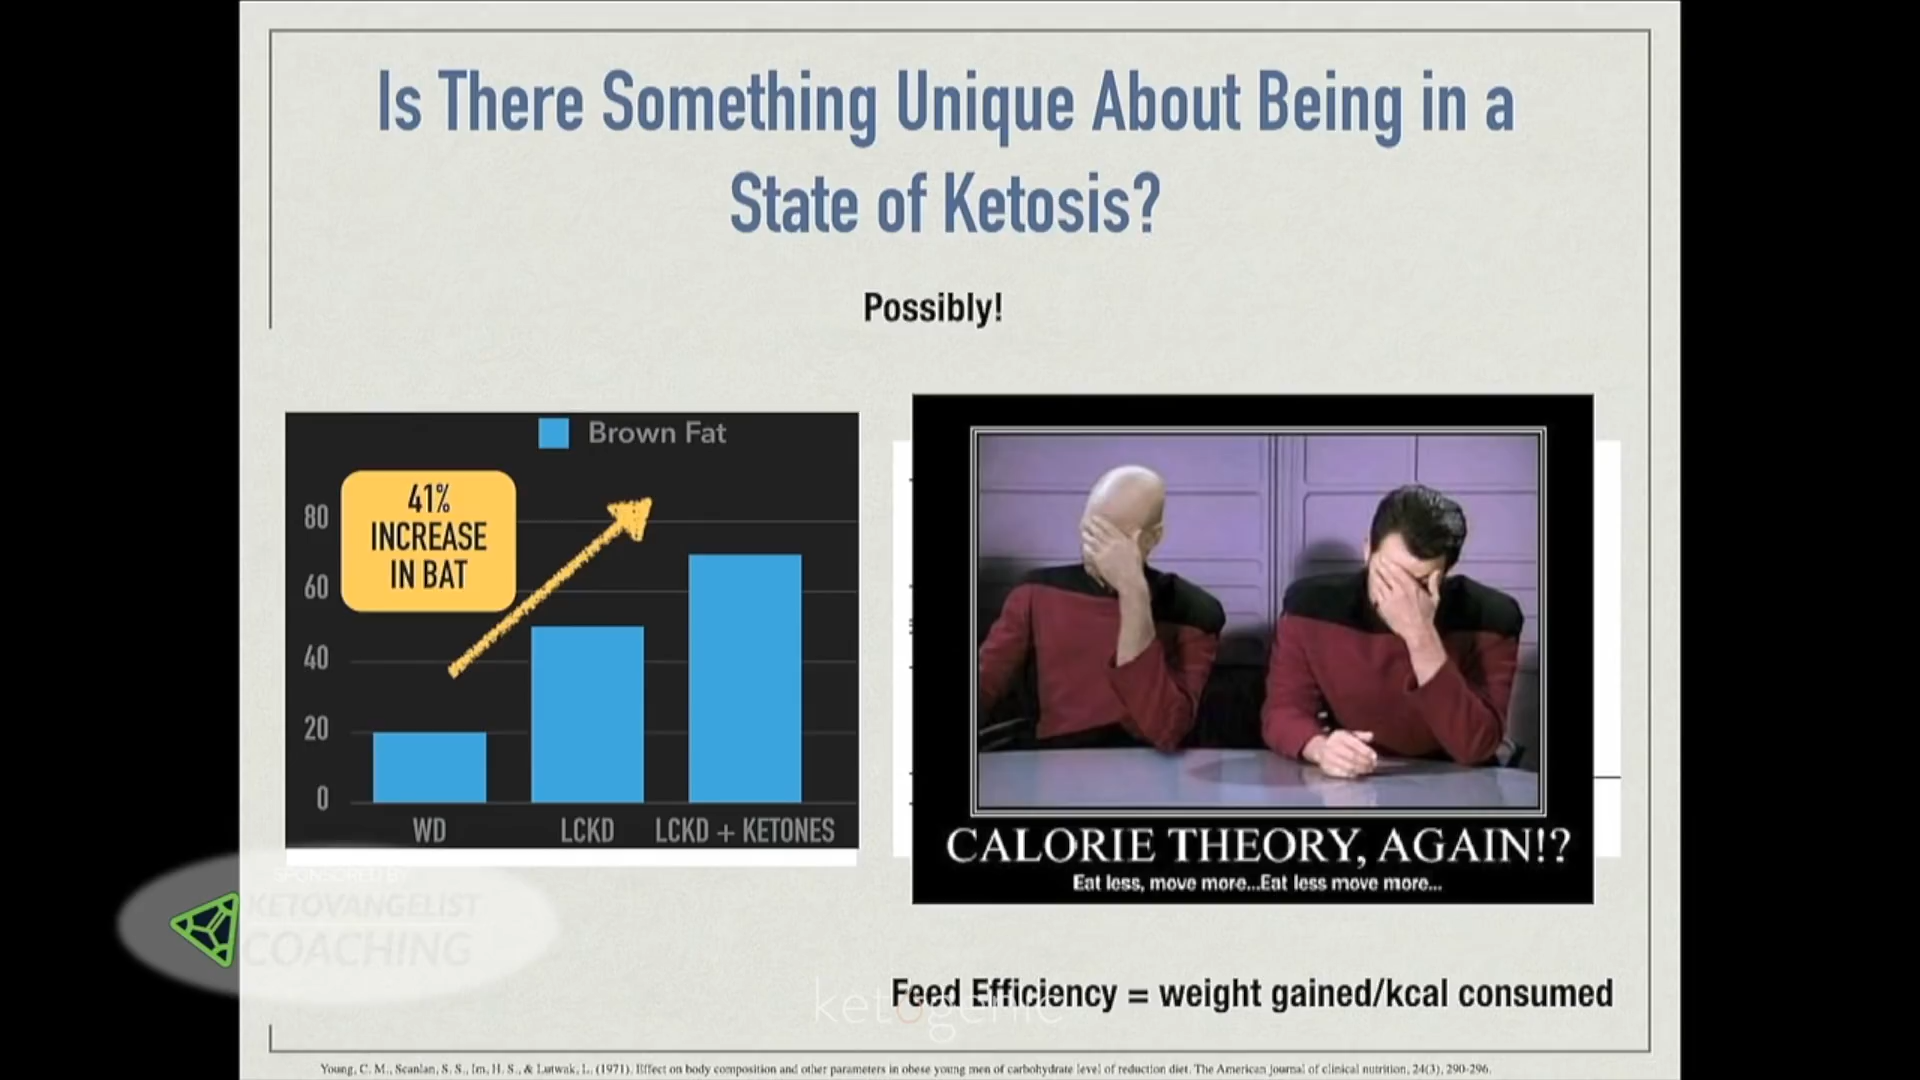 Is There Something Unique About Being in a
State of Ketosis?
Possibly!
Brown Fat
41%
INCREASE
IN BAT
80
60
40
20
0
WD
LCKD
LCKD + KETONES
CALORIE THEORY, AGAIN!?
Eat less, move more...Eat less move more...
SPONSORED BY
KETOVANGELIST
COACHING
Feed Efficiency = weight gained/kcal consumed
ketogenic
Young, C. M., Scanlan, S. S., Im, H. S., & Lutwak, L. (1971). Effect on body composition and other parameters in obese young men of carbohydrate level of reduction diet. The American journal of clinical nutrition, 24(3), 290-296.